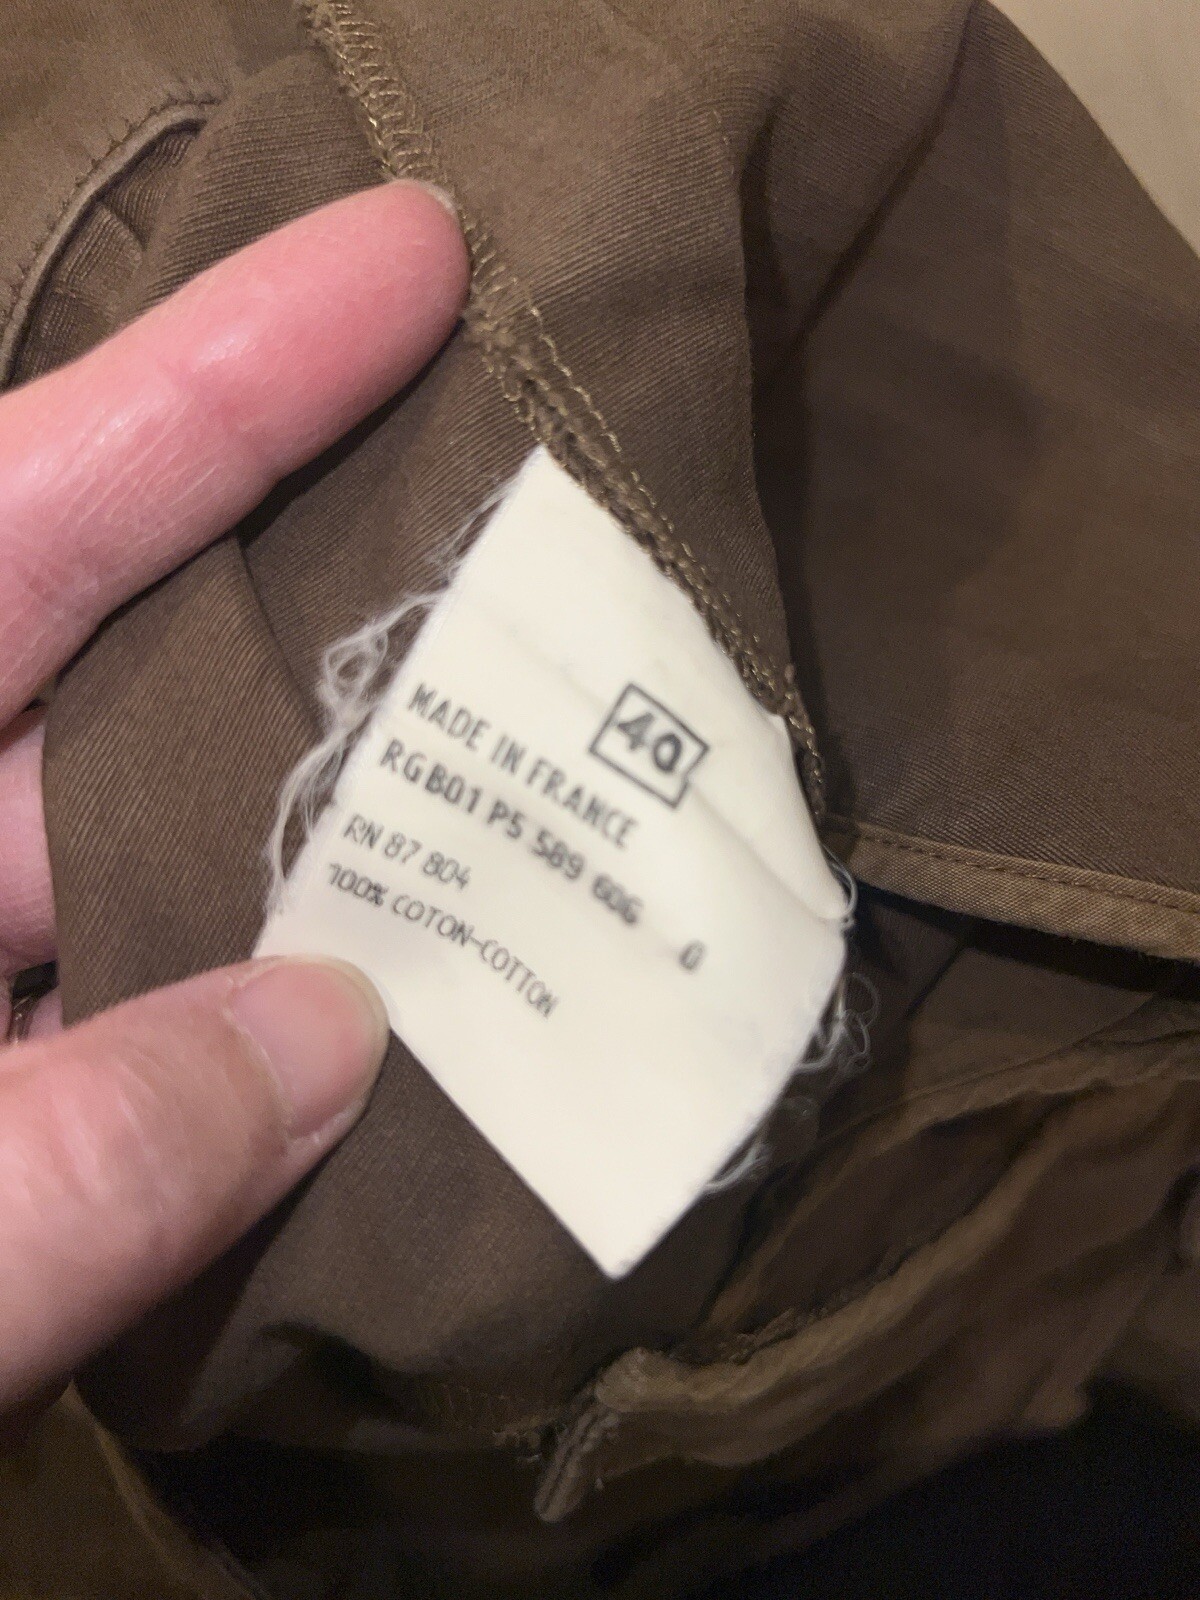 40
MADE IN FRANCE
RGB01 P5 589 606 0
RN 87 804
100% COTON-COTTON